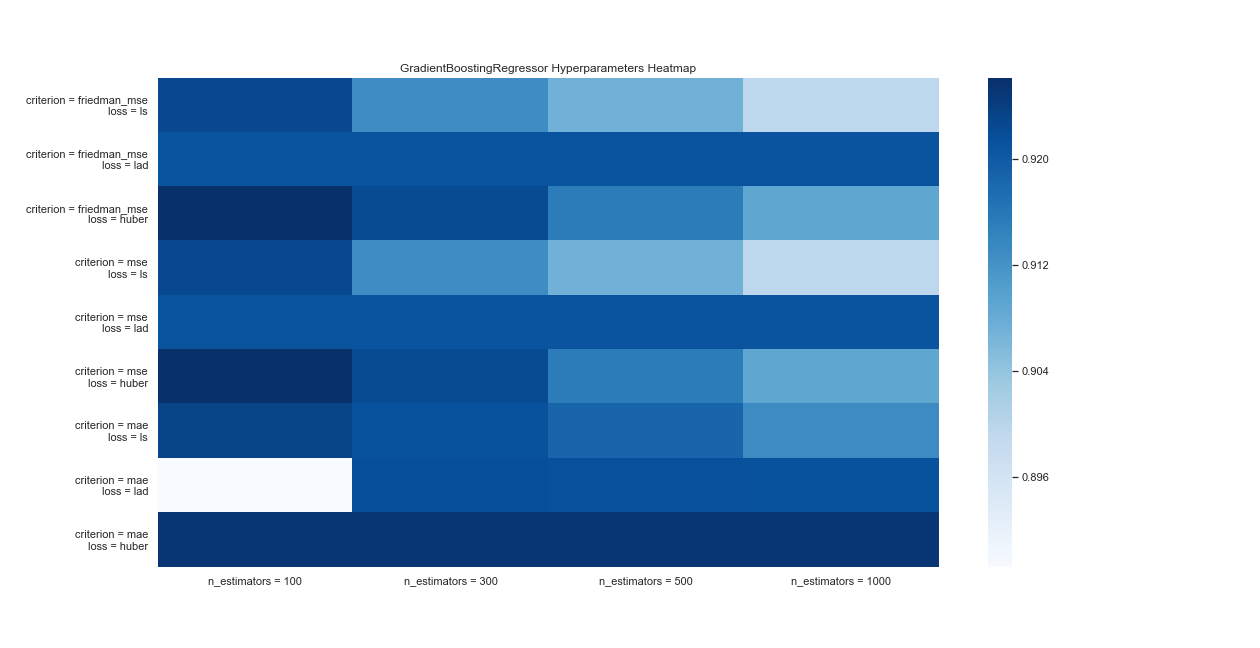 GradientBoostingRegressor Hyperparameters Heatmap
criterion = friedman_mse
loss = ls
criterion = friedman_mse
loss = lad
criterion = friedman_mse
loss = huber
criterion = mse
loss = ls
criterion = mse
loss = lad
criterion = mse
loss = huber
criterion = mae
loss = ls
criterion = mae
loss = lad
criterion = mae
loss = huber
n_estimators = 100
n_estimators = 300
n_estimators = 500
n_estimators = 1000
0.920
0.912
0.904
0.896